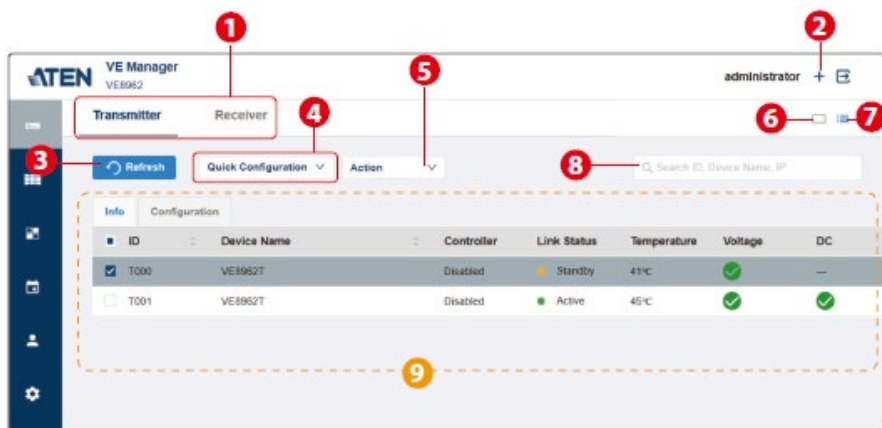 1
2
ATEN
VE Manager
VE8962
administrator
5
Transmitter
Receiver
4
6
7
3
Refresh
Quick Configuration
Action
8
Search ID, Device Name, IP
Info
Configuration
ID Device Name Controller Link Status Temperature Voltage DC
T000 VE8962T Disabled Standby 41°C —
T001 VE8962T Disabled Active 45°C
9